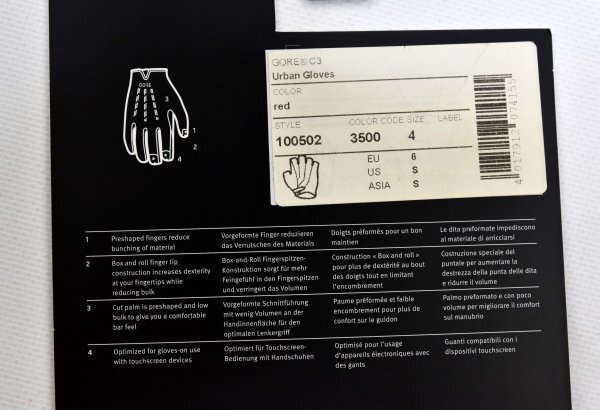 GORE® C3
Urban Gloves
COLOR
red
STYLE COLOR CODE SIZE LABEL
100502 3500 4
EU 6
US S
ASIA S
4 017912 074155
GORE
3
F
1
2
4
1 Preshaped fingers reduce
bunching of material
Vorgeformte Finger reduzieren
das Verrutschen des Materials
Doigts préformés pour un bon
maintien
Le dita preformate impediscono
al materiale di arricciarsi
2 Box and roll finger tip
construction increases dexterity
at your fingertips while
reducing bulk
Box-and-Roll Fingerspitzen-
Konstruktion sorgt für mehr
Feingefühl in den Fingerspitzen
und verringert das Volumen
Construction « Box and roll »
pour plus de dextérité au bout
des doigts tout en limitant
l'encombrement
Costruzione speciale del
puntale per aumentare la
destrezza della punta delle dita
e ridurre il volume
3 Cut palm is preshaped and low
bulk to give you a comfortable
bar feel
Vorgeformte Schnittführung
mit wenig Volumen an der
Handinnenfläche für den
optimalen Lenkergriff
Paume préformée et faible
encombrement pour plus de
confort sur le guidon
Palmo preformato e con poco
volume per migliorare il comfort
sul manubrio
4 Optimized for gloves-on use
with touchscreen devices
Optimiert für Touchscreen-
Bedienung mit Handschuhen
Optimisé pour l'usage
d'appareils électroniques avec
des gants
Guanti compatibili con i
dispositivi touchscreen